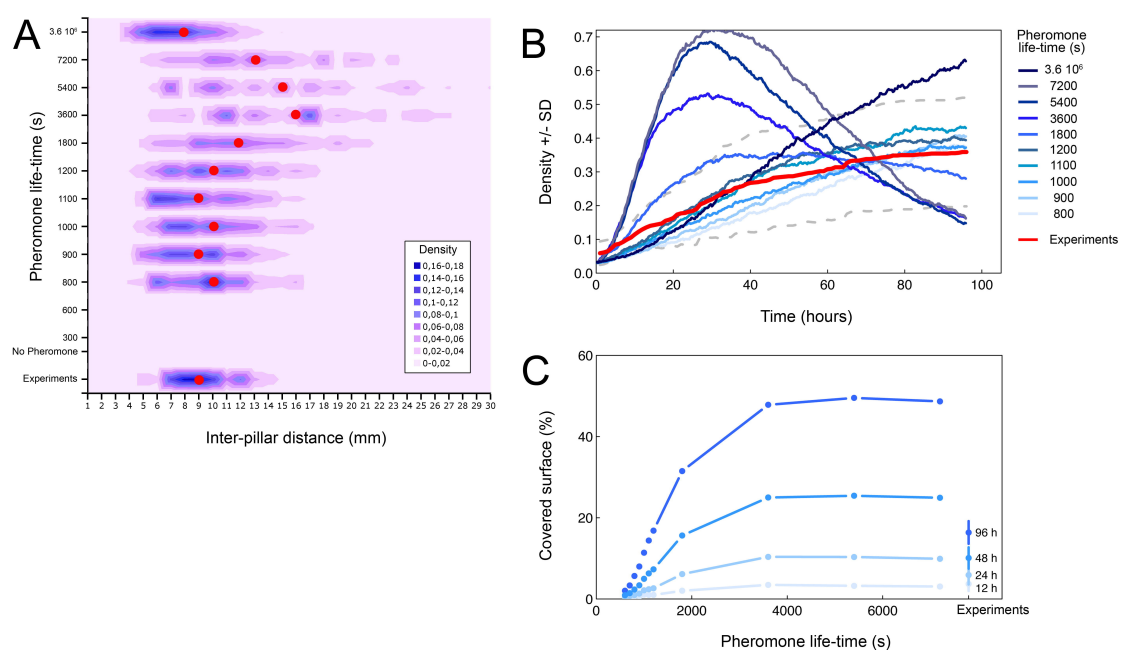 A
Pheromone life-time (s)
3.6 10⁶
7200
5400
3600
1800
1200
1100
1000
900
800
600
300
No Pheromone
Experiments
Density
0,16-0,18
0,14-0,16
0,12-0,14
0,1-0,12
0,08-0,1
0,06-0,08
0,04-0,06
0,02-0,04
0-0,02
1 2 3 4 5 6 7 8 9 10 11 12 13 14 15 16 17 18 19 20 21 22 23 24 25 26 27 28 29 30
Inter-pillar distance (mm)
B
Density +/- SD
0.7
0.6
0.5
0.4
0.3
0.2
0.1
0.0
0 20 40 60 80 100
Time (hours)
Pheromone
life-time (s)
3.6 10⁶
7200
5400
3600
1800
1200
1100
1000
900
800
Experiments
C
Covered surface (%)
60
40
20
0
96 h
48 h
24 h
12 h
0 2000 4000 6000 Experiments
Pheromone life-time (s)